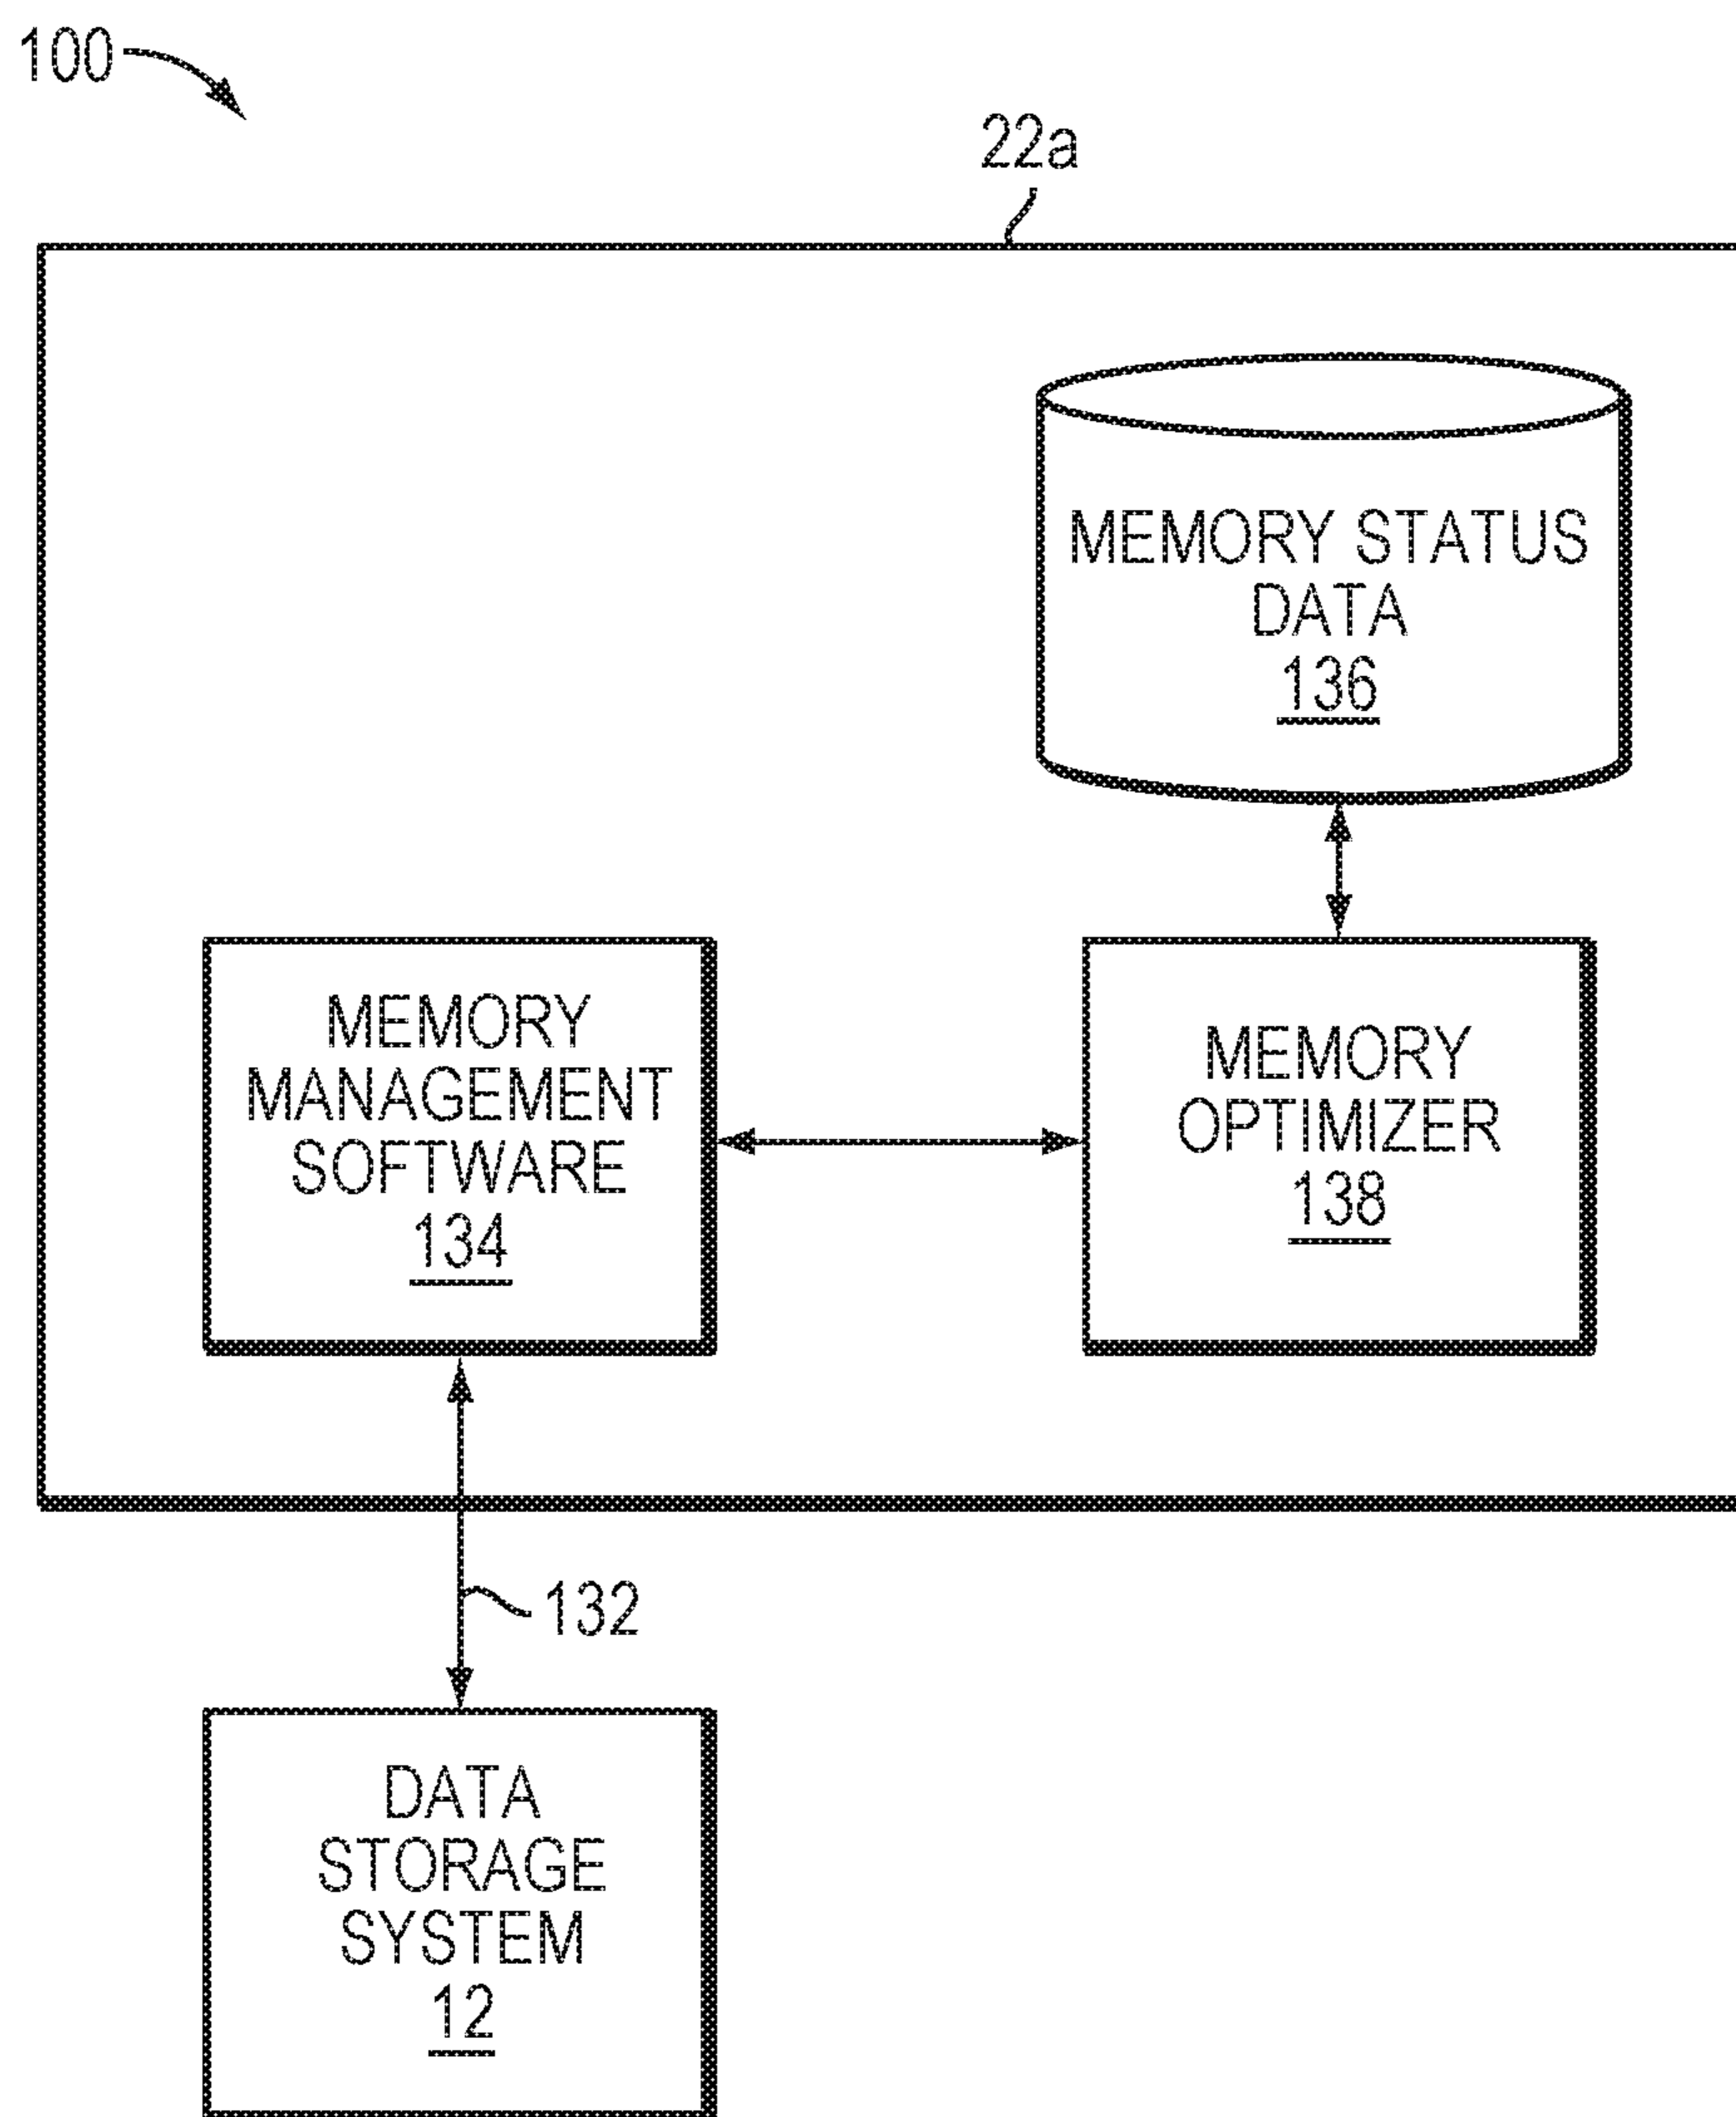 100
22a
MEMORY STATUS
DATA
136
MEMORY
MANAGEMENT
SOFTWARE
134
MEMORY
OPTIMIZER
138
132
DATA
STORAGE
SYSTEM
12